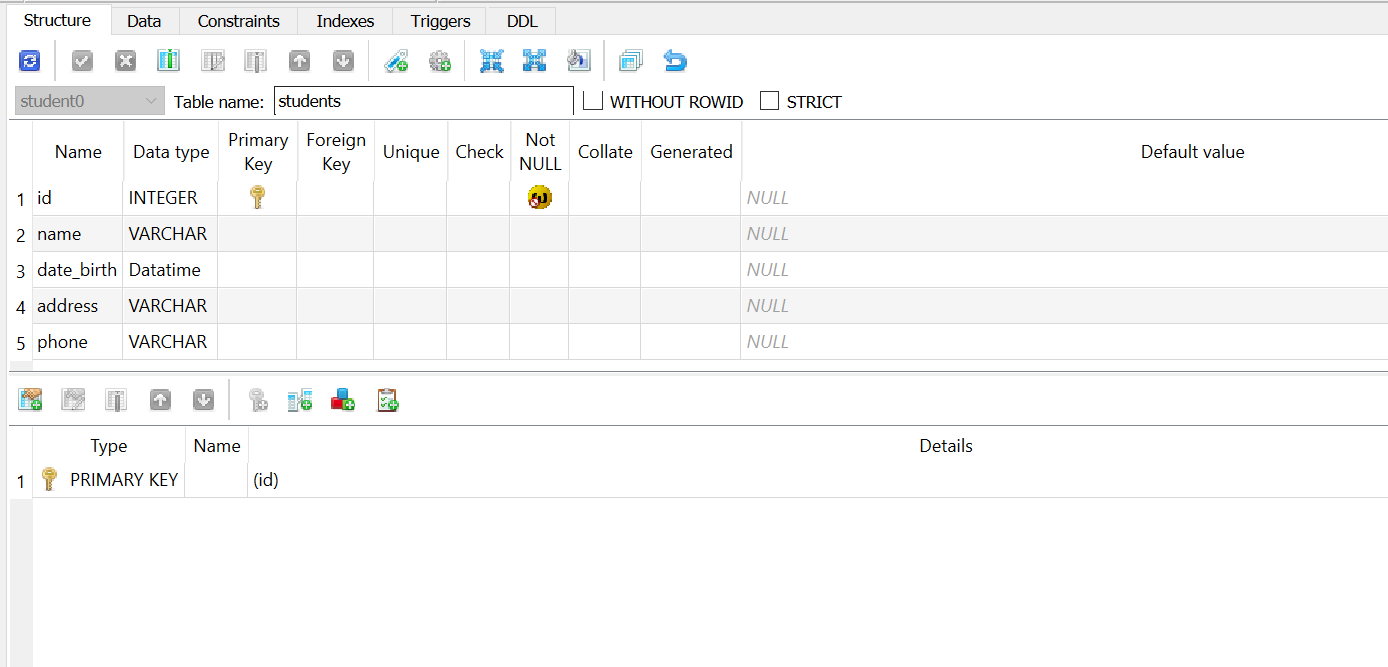 Structure Data Constraints Indexes Triggers DDL
student0 Table name: students WITHOUT ROWID STRICT
Name Data type Primary Key Foreign Key Unique Check Not NULL Collate Generated Default value
1 id INTEGER NULL
2 name VARCHAR NULL
3 date_birth Datatime NULL
4 address VARCHAR NULL
5 phone VARCHAR NULL
Type Name Details
1 PRIMARY KEY (id)